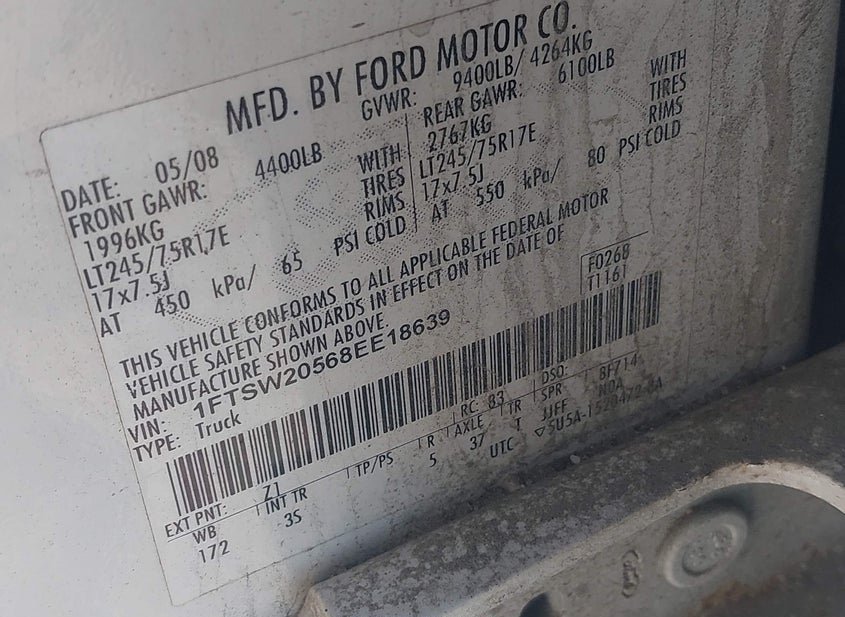 MFD. BY FORD MOTOR CO.
DATE: 05/08 GVWR: 9400LB/ 4264KG
FRONT GAWR: 4400LB REAR GAWR: 6100LB
1996KG WITH 2767KG WITH
LT245/75R17E TIRES LT245/75R17E TIRES
17x7.5J RIMS 17x7.5J RIMS
AT 450 kPa/ 65 PSI COLD AT 550 kPa/ 80 PSI COLD
THIS VEHICLE CONFORMS TO ALL APPLICABLE FEDERAL MOTOR
VEHICLE SAFETY STANDARDS IN EFFECT ON THE DATE OF
MANUFACTURE SHOWN ABOVE.
VIN: 1FTSW20568EE18639
F0268
T1161
TYPE: Truck
EXT PNT: Z1 RC: 83 DSO:
WB INT TR TP/PS R AXLE TR SPR 8F714
172 3S 5 37 T JJFF N0A
UTC 5U5A-1520472-